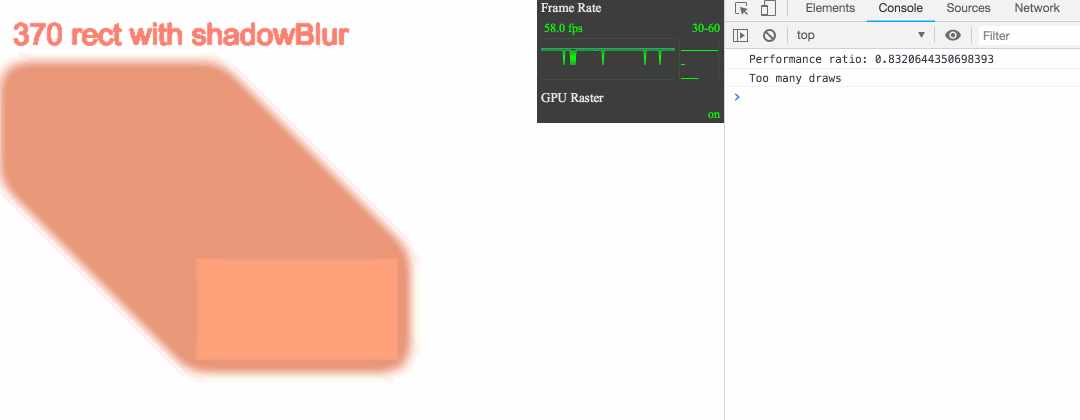 370 rect with shadowBlur
Frame Rate
58.0 fps 30-60
GPU Raster
on
Elements Console Sources Network
top Filter
Performance ratio: 0.8320644350698393
Too many draws